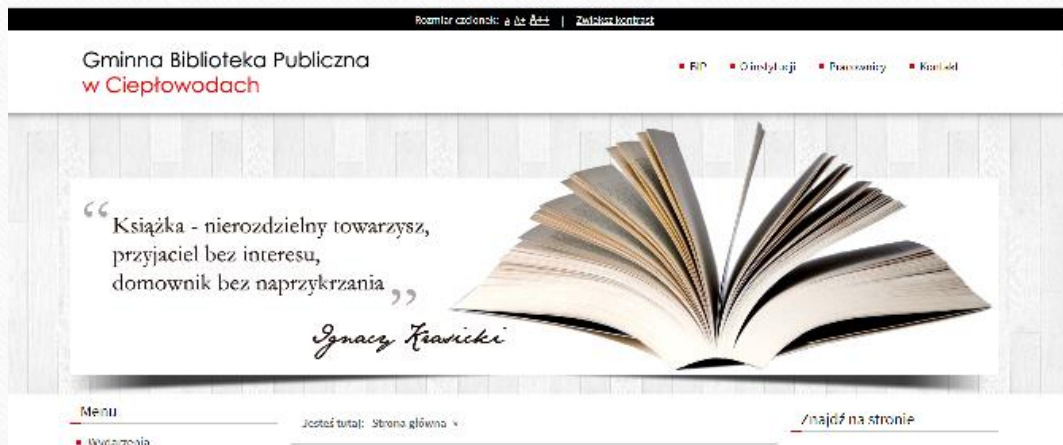 Rozmiar czcionek: a A+ A++ | Zwiększ kontrast
Gminna Biblioteka Publiczna
w Ciepłowodach
BIP O instytucji Pracownicy Kontakt
“ Książka - nierozdzielny towarzysz,
przyjaciel bez interesu,
domownik bez naprzykrzania ”
Ignacy Krasicki
Menu
Jesteś tutaj: Strona główna
Znajdź na stronie
Wydarzenia